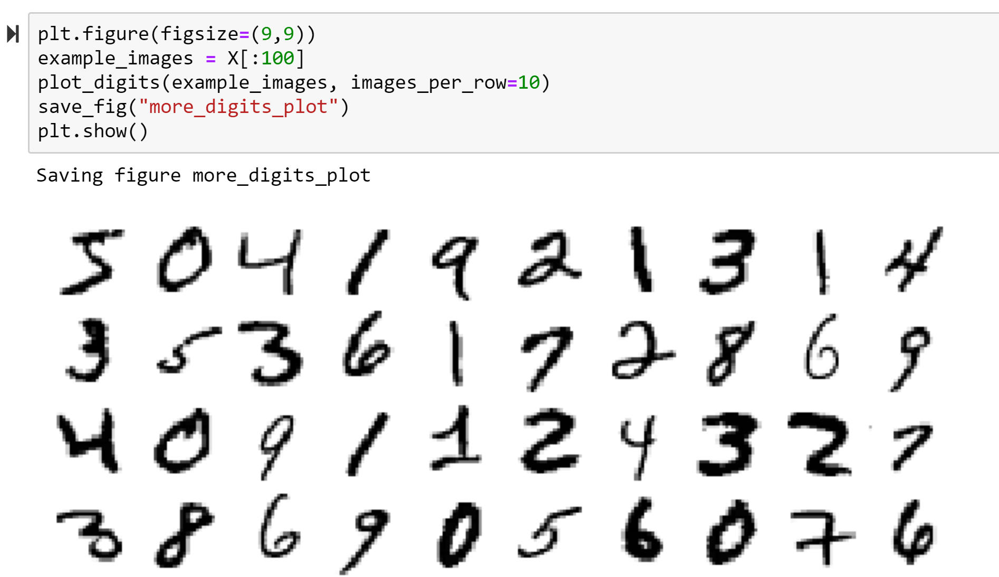 plt.figure(figsize=(9,9))
example_images = X[:100]
plot_digits(example_images, images_per_row=10)
save_fig("more_digits_plot")
plt.show()
Saving figure more_digits_plot
5 0 4 1 9 2 1 3 1 4
3 5 3 6 1 7 2 8 6 9
4 0 9 1 1 2 4 3 2 7
3 8 6 9 0 5 6 0 7 6